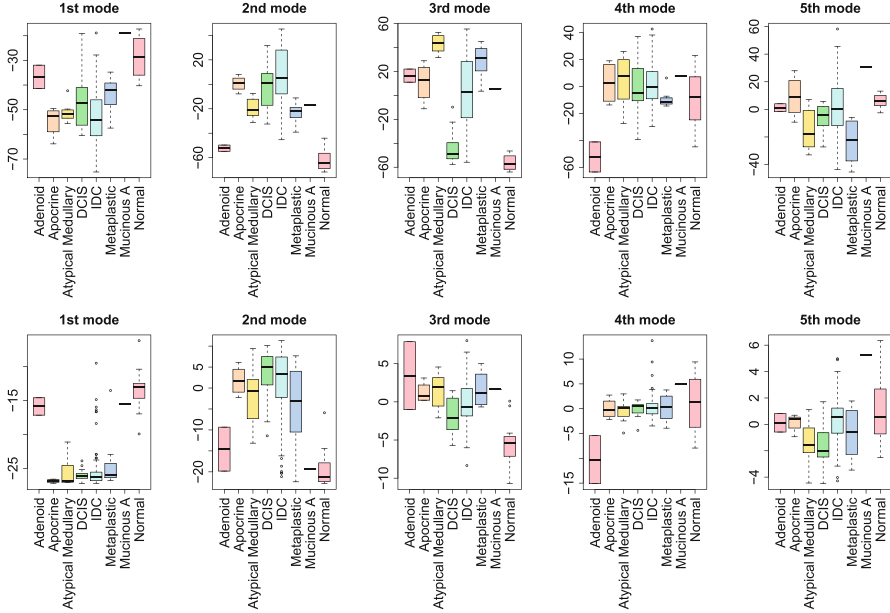 1st mode
2nd mode
3rd mode
4th mode
5th mode
−30
−50
−70
20
−20
−60
60
20
−20
−60
40
20
0
−20
−60
60
20
0
−40
Adenoid
Apocrine
Atypical Medullary
DCIS
IDC
Metaplastic
Mucinous A
Normal
Adenoid
Apocrine
Atypical Medullary
DCIS
IDC
Metaplastic
Mucinous A
Normal
Adenoid
Apocrine
Atypical Medullary
DCIS
IDC
Metaplastic
Mucinous A
Normal
Adenoid
Apocrine
Atypical Medullary
DCIS
IDC
Metaplastic
Mucinous A
Normal
Adenoid
Apocrine
Atypical Medullary
DCIS
IDC
Metaplastic
Mucinous A
Normal
1st mode
2nd mode
3rd mode
4th mode
5th mode
−15
−25
10
5
0
−10
−20
5
0
−5
−10
10
5
0
−5
−15
6
4
2
0
−4
Adenoid
Apocrine
Atypical Medullary
DCIS
IDC
Metaplastic
Mucinous A
Normal
Adenoid
Apocrine
Atypical Medullary
DCIS
IDC
Metaplastic
Mucinous A
Normal
Adenoid
Apocrine
Atypical Medullary
DCIS
IDC
Metaplastic
Mucinous A
Normal
Adenoid
Apocrine
Atypical Medullary
DCIS
IDC
Metaplastic
Mucinous A
Normal
Adenoid
Apocrine
Atypical Medullary
DCIS
IDC
Metaplastic
Mucinous A
Normal